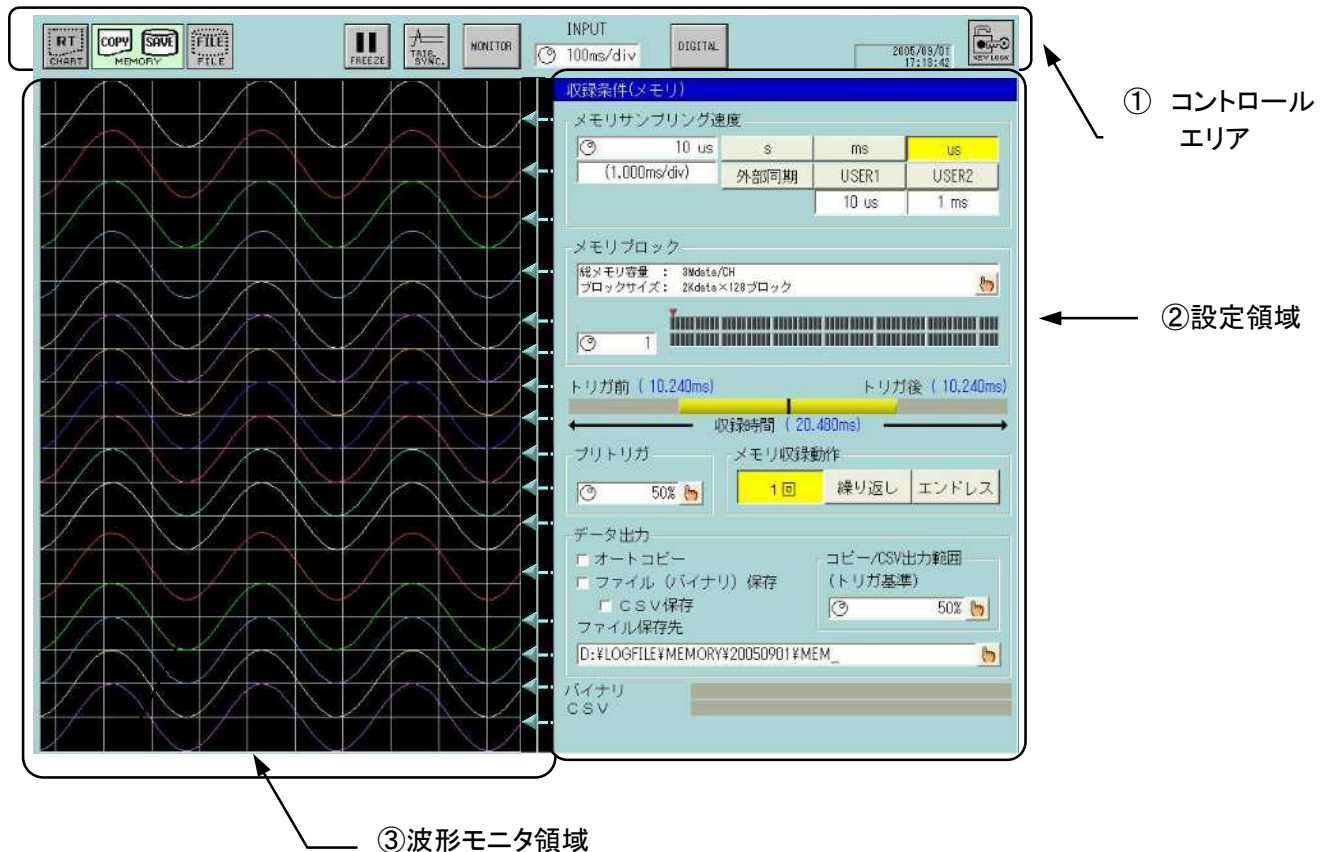 RT
CHART
COPY SAVE
MEMORY
FILE
FILE
FREEZE
TRIG.
SYNC.
MONITOR
INPUT
100ms/div
DIGITAL
2005/09/01
17:13:42
KEY LOCK
① コントロール
エリア
収録条件(メモリ)
メモリサンプリング速度
10 us s ms us
(1.000ms/div) 外部同期 USER1 USER2
10 us 1 ms
メモリブロック
総メモリ容量 : 3Mdata/CH
ブロックサイズ: 2Kdata×128ブロック
1
②設定領域
トリガ前 ( 10.240ms) トリガ後 ( 10.240ms)
収録時間 ( 20.480ms)
プリトリガ メモリ収録動作
50% 1回 繰り返し エンドレス
データ出力
オートコピー
ファイル(バイナリ)保存
CSV保存
コピー/CSV出力範囲
(トリガ基準)
50%
ファイル保存先
D:¥LOGFILE¥MEMORY¥20050901¥MEM_
バイナリ
CSV
③波形モニタ領域